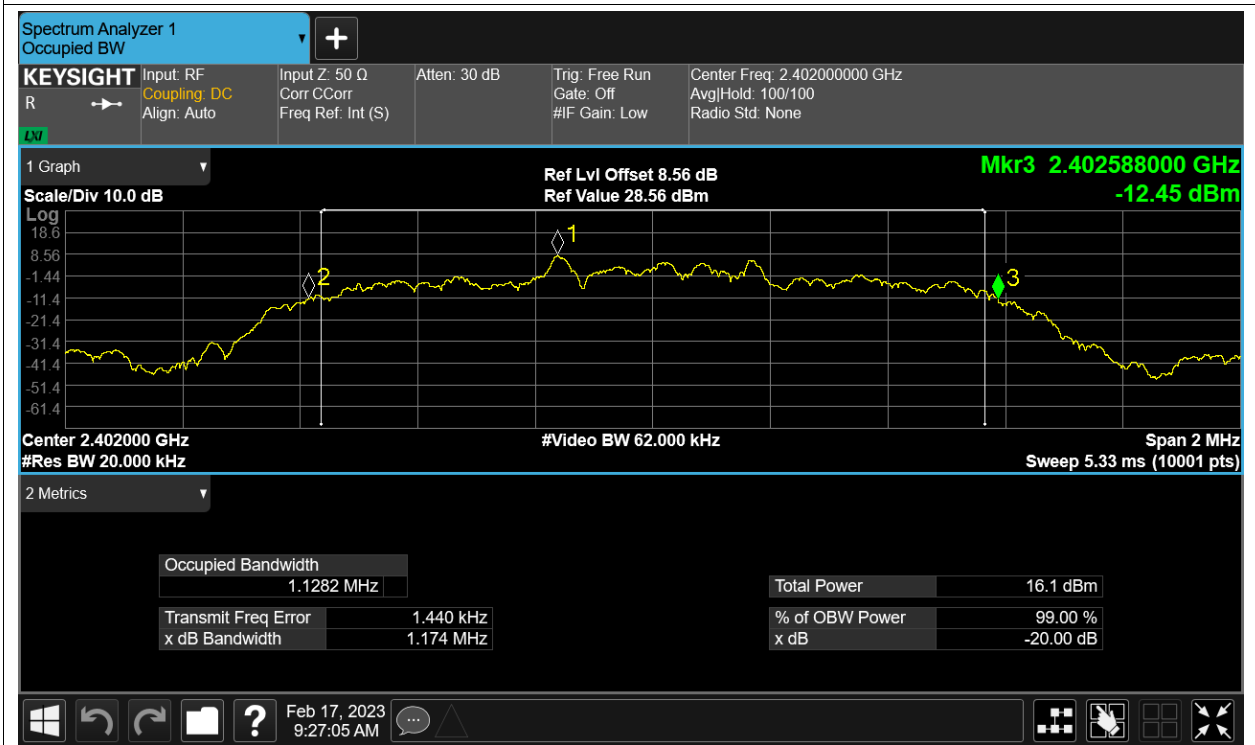 Spectrum Analyzer 1
Occupied BW
KEYSIGHT
R
LXI
Input: RF
Coupling: DC
Align: Auto
Input Z: 50 Ω
Corr CCorr
Freq Ref: Int (S)
Atten: 30 dB
Trig: Free Run
Gate: Off
#IF Gain: Low
Center Freq: 2.402000000 GHz
Avg|Hold: 100/100
Radio Std: None
1 Graph
Scale/Div 10.0 dB
Ref Lvl Offset 8.56 dB
Ref Value 28.56 dBm
Mkr3 2.402588000 GHz
-12.45 dBm
Log
18.6
8.56
-1.44
-11.4
-21.4
-31.4
-41.4
-51.4
-61.4
1
2
3
Center 2.402000 GHz
#Res BW 20.000 kHz
#Video BW 62.000 kHz
Span 2 MHz
Sweep 5.33 ms (10001 pts)
2 Metrics
Occupied Bandwidth
1.1282 MHz
Transmit Freq Error 1.440 kHz
x dB Bandwidth 1.174 MHz
Total Power 16.1 dBm
% of OBW Power 99.00 %
x dB -20.00 dB
?
Feb 17, 2023
9:27:05 AM